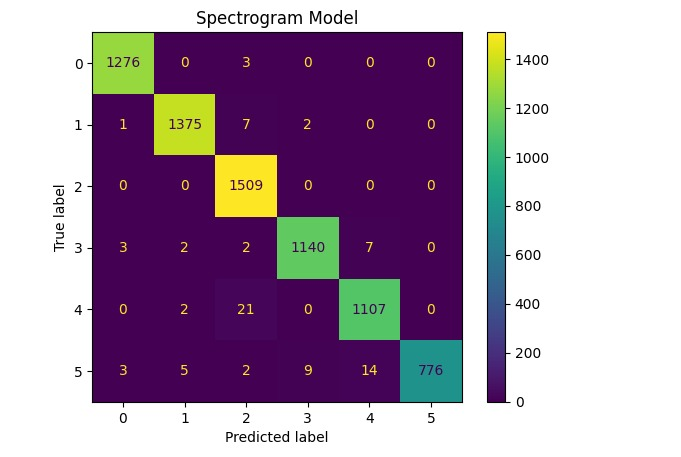 Spectrogram Model
0 1276 0 3 0 0 0
1 1 1375 7 2 0 0
2 0 0 1509 0 0 0
3 3 2 2 1140 7 0
4 0 2 21 0 1107 0
5 3 5 2 9 14 776
0 1 2 3 4 5
True label
Predicted label
1400
1200
1000
800
600
400
200
0